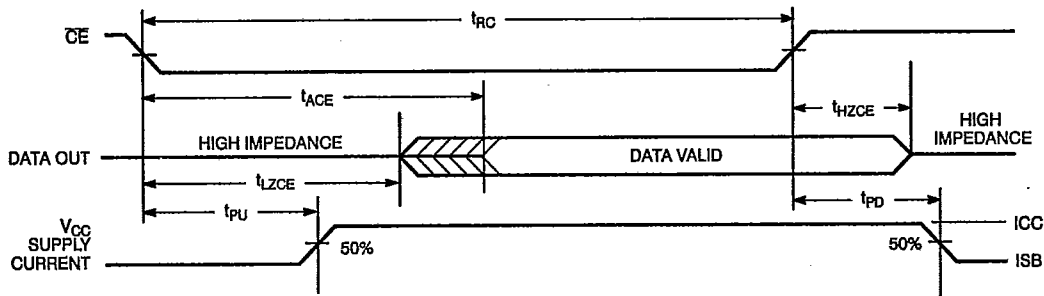 tRC
CE
tACE
tHZCE
HIGH IMPEDANCE
HIGH
IMPEDANCE
DATA OUT
DATA VALID
tLZCE
tPU
tPD
VCC
SUPPLY
CURRENT
50%
50%
ICC
ISB